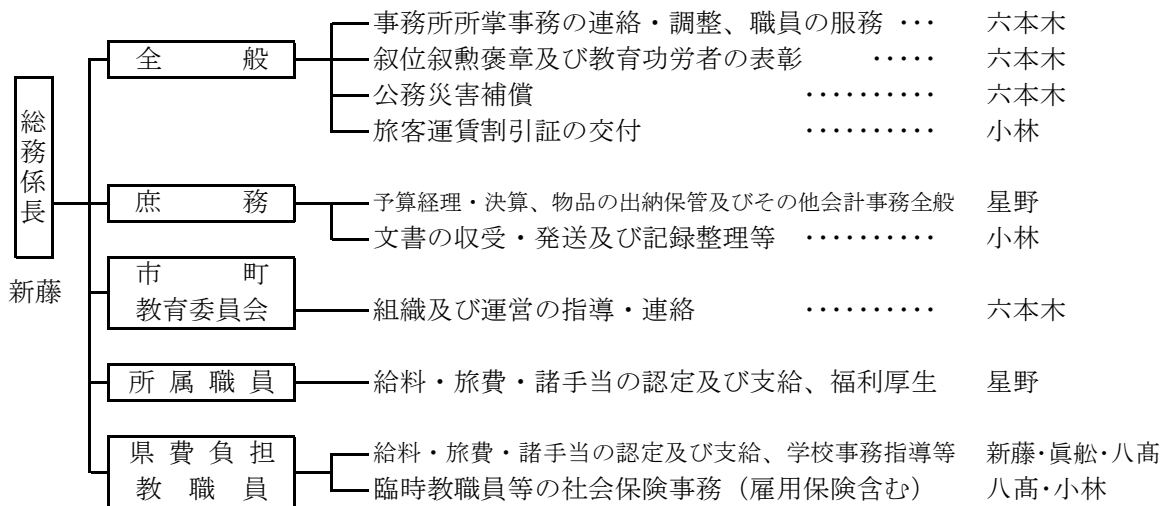 事務所所掌事務の連絡・調整、職員の服務 ・・・ 六本木
全般
叙位叙勲褒章及び教育功労者の表彰 ・・・・・ 六本木
公務災害補償 ・・・・・・・・・・ 六本木
旅客運賃割引証の交付 ・・・・・・・・・・ 小林
総務係長
新藤
庶務
予算経理・決算、物品の出納保管及びその他会計事務全般 星野
文書の収受・発送及び記録整理等 ・・・・・・・・・・ 小林
市町
教育委員会
組織及び運営の指導・連絡 ・・・・・・・・・・ 六本木
所属職員
給料・旅費・諸手当の認定及び支給、福利厚生 星野
県費負担
教職員
給料・旅費・諸手当の認定及び支給、学校事務指導等 新藤・眞舩・八髙
臨時教職員等の社会保険事務（雇用保険含む） 八髙・小林